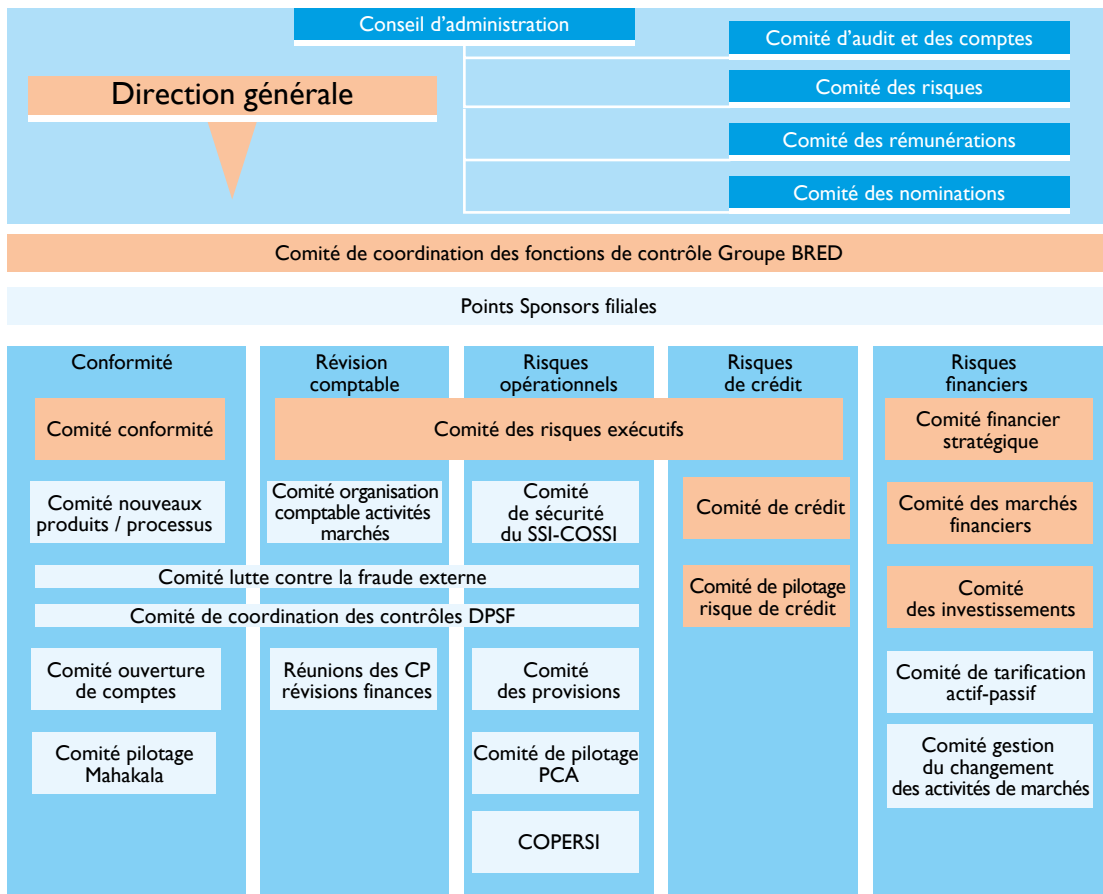 Conseil d’administration
Comité d’audit et des comptes
Direction générale
Comité des risques
Comité des rémunérations
Comité des nominations
Comité de coordination des fonctions de contrôle Groupe BRED
Points Sponsors filiales
Conformité
Révision
comptable
Risques
opérationnels
Risques
de crédit
Risques
financiers
Comité conformité
Comité des risques exécutifs
Comité financier
stratégique
Comité nouveaux
produits / processus
Comité organisation
comptable activités
marchés
Comité
de sécurité
du SSI-COSSI
Comité de crédit
Comité des marchés
financiers
Comité lutte contre la fraude externe
Comité de coordination des contrôles DPSF
Comité de pilotage
risque de crédit
Comité
des investissements
Comité ouverture
de comptes
Réunions des CP
révisions finances
Comité
des provisions
Comité de tarification
actif-passif
Comité pilotage
Mahakala
Comité de pilotage
PCA
Comité gestion
du changement
des activités de marchés
COPERSI